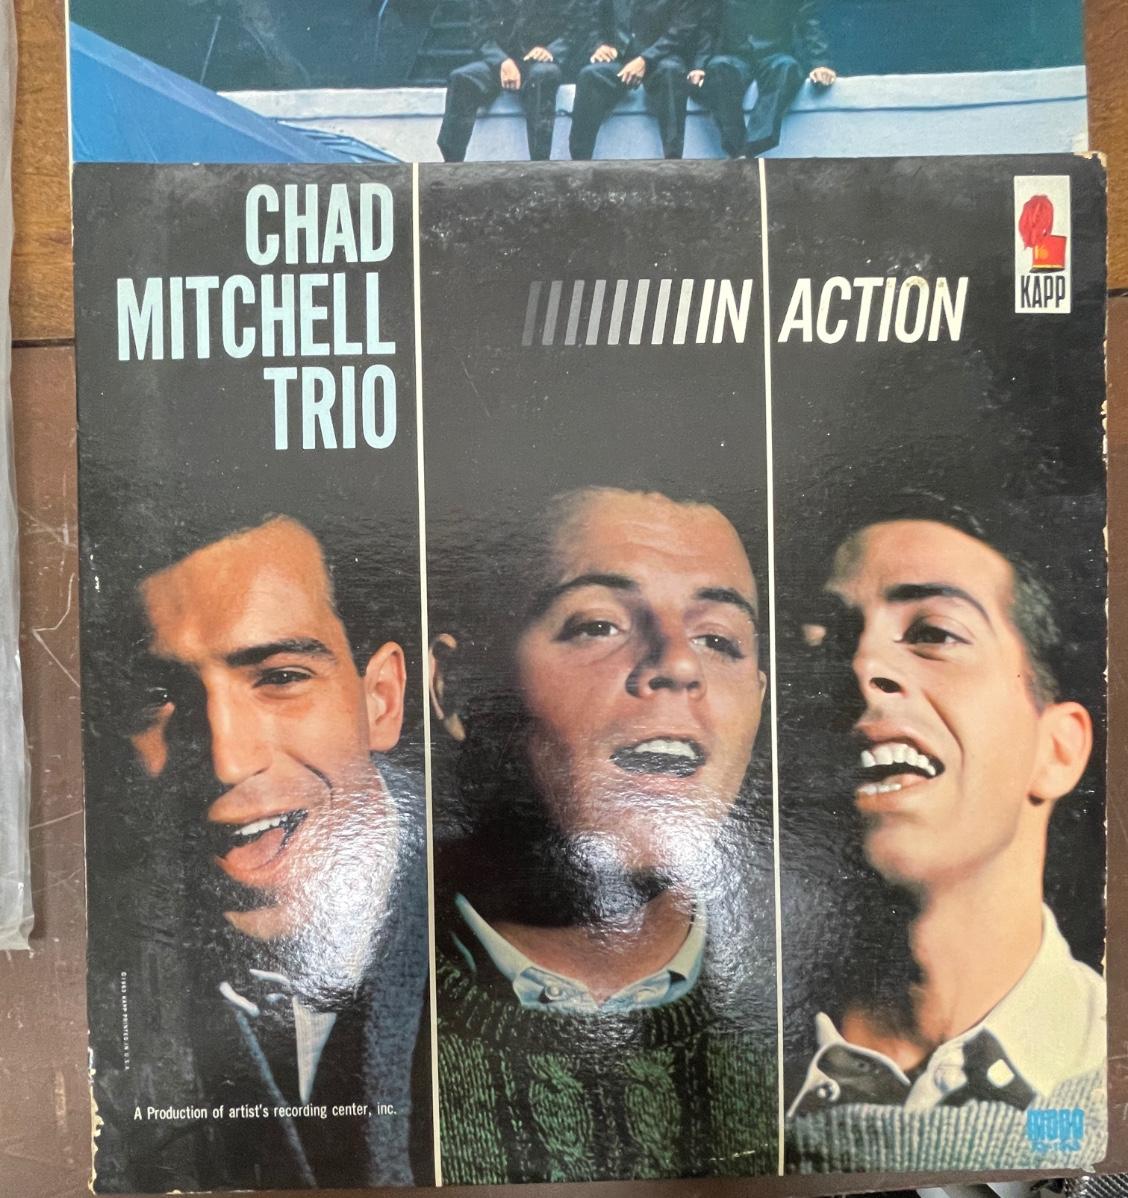 CHAD
MITCHELL
TRIO
IN ACTION
KAPP
A Production of artist's recording center, inc.